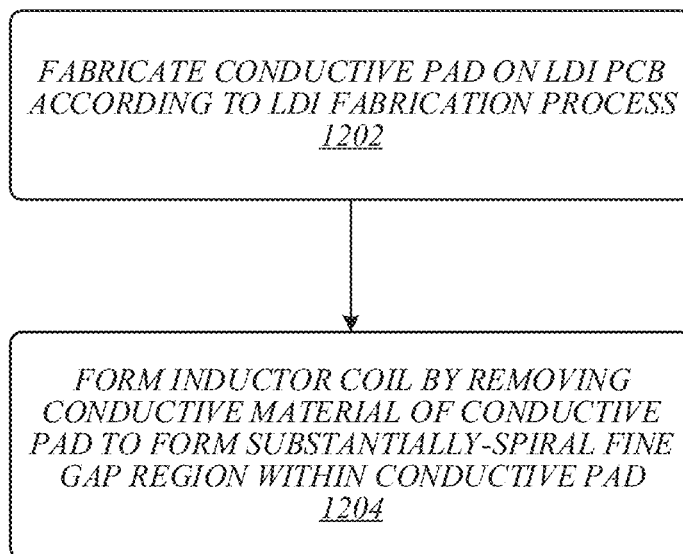 FABRICATE CONDUCTIVE PAD ON LDI PCB
ACCORDING TO LDI FABRICATION PROCESS
1202
FORM INDUCTOR COIL BY REMOVING
CONDUCTIVE MATERIAL OF CONDUCTIVE
PAD TO FORM SUBSTANTIALLY-SPIRAL FINE
GAP REGION WITHIN CONDUCTIVE PAD
1204